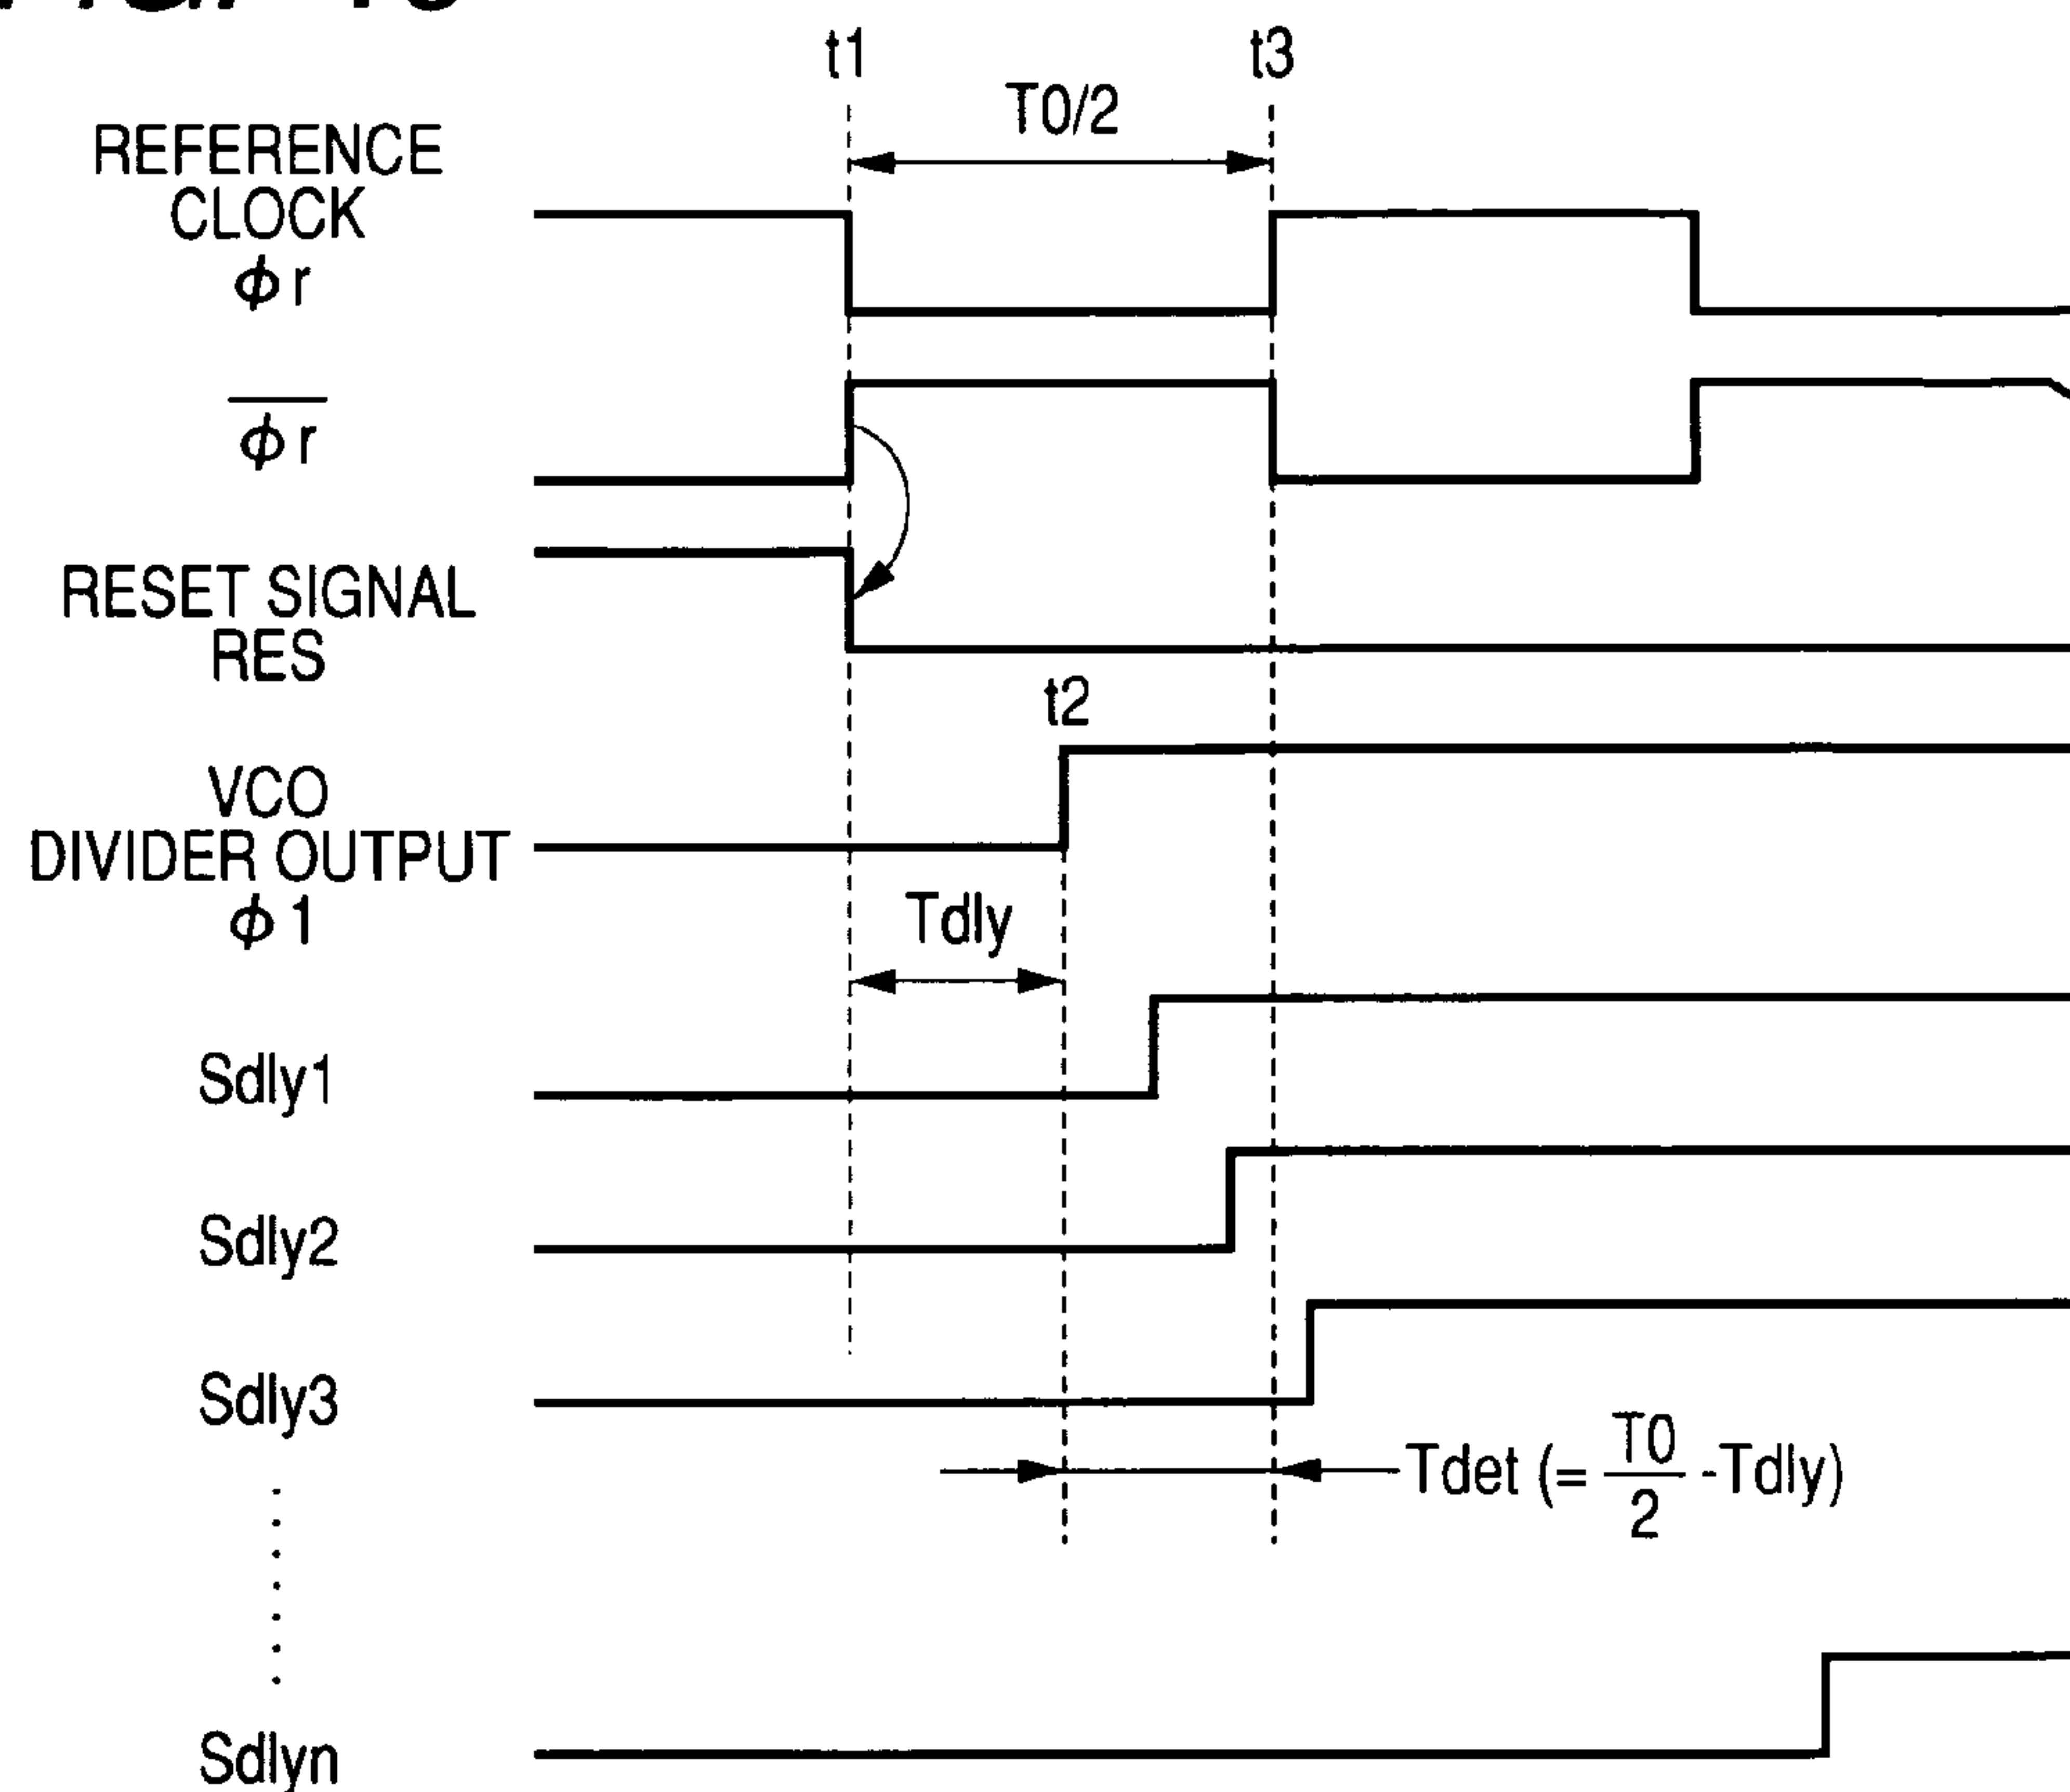 t1
t3
T0/2
REFERENCE
CLOCK
ϕr
ϕr
RESET SIGNAL
RES
t2
VCO
DIVIDER OUTPUT
ϕ1
Tdly
Sdly1
Sdly2
Sdly3
Tdet (= T0/2 -Tdly)
Sdlyn